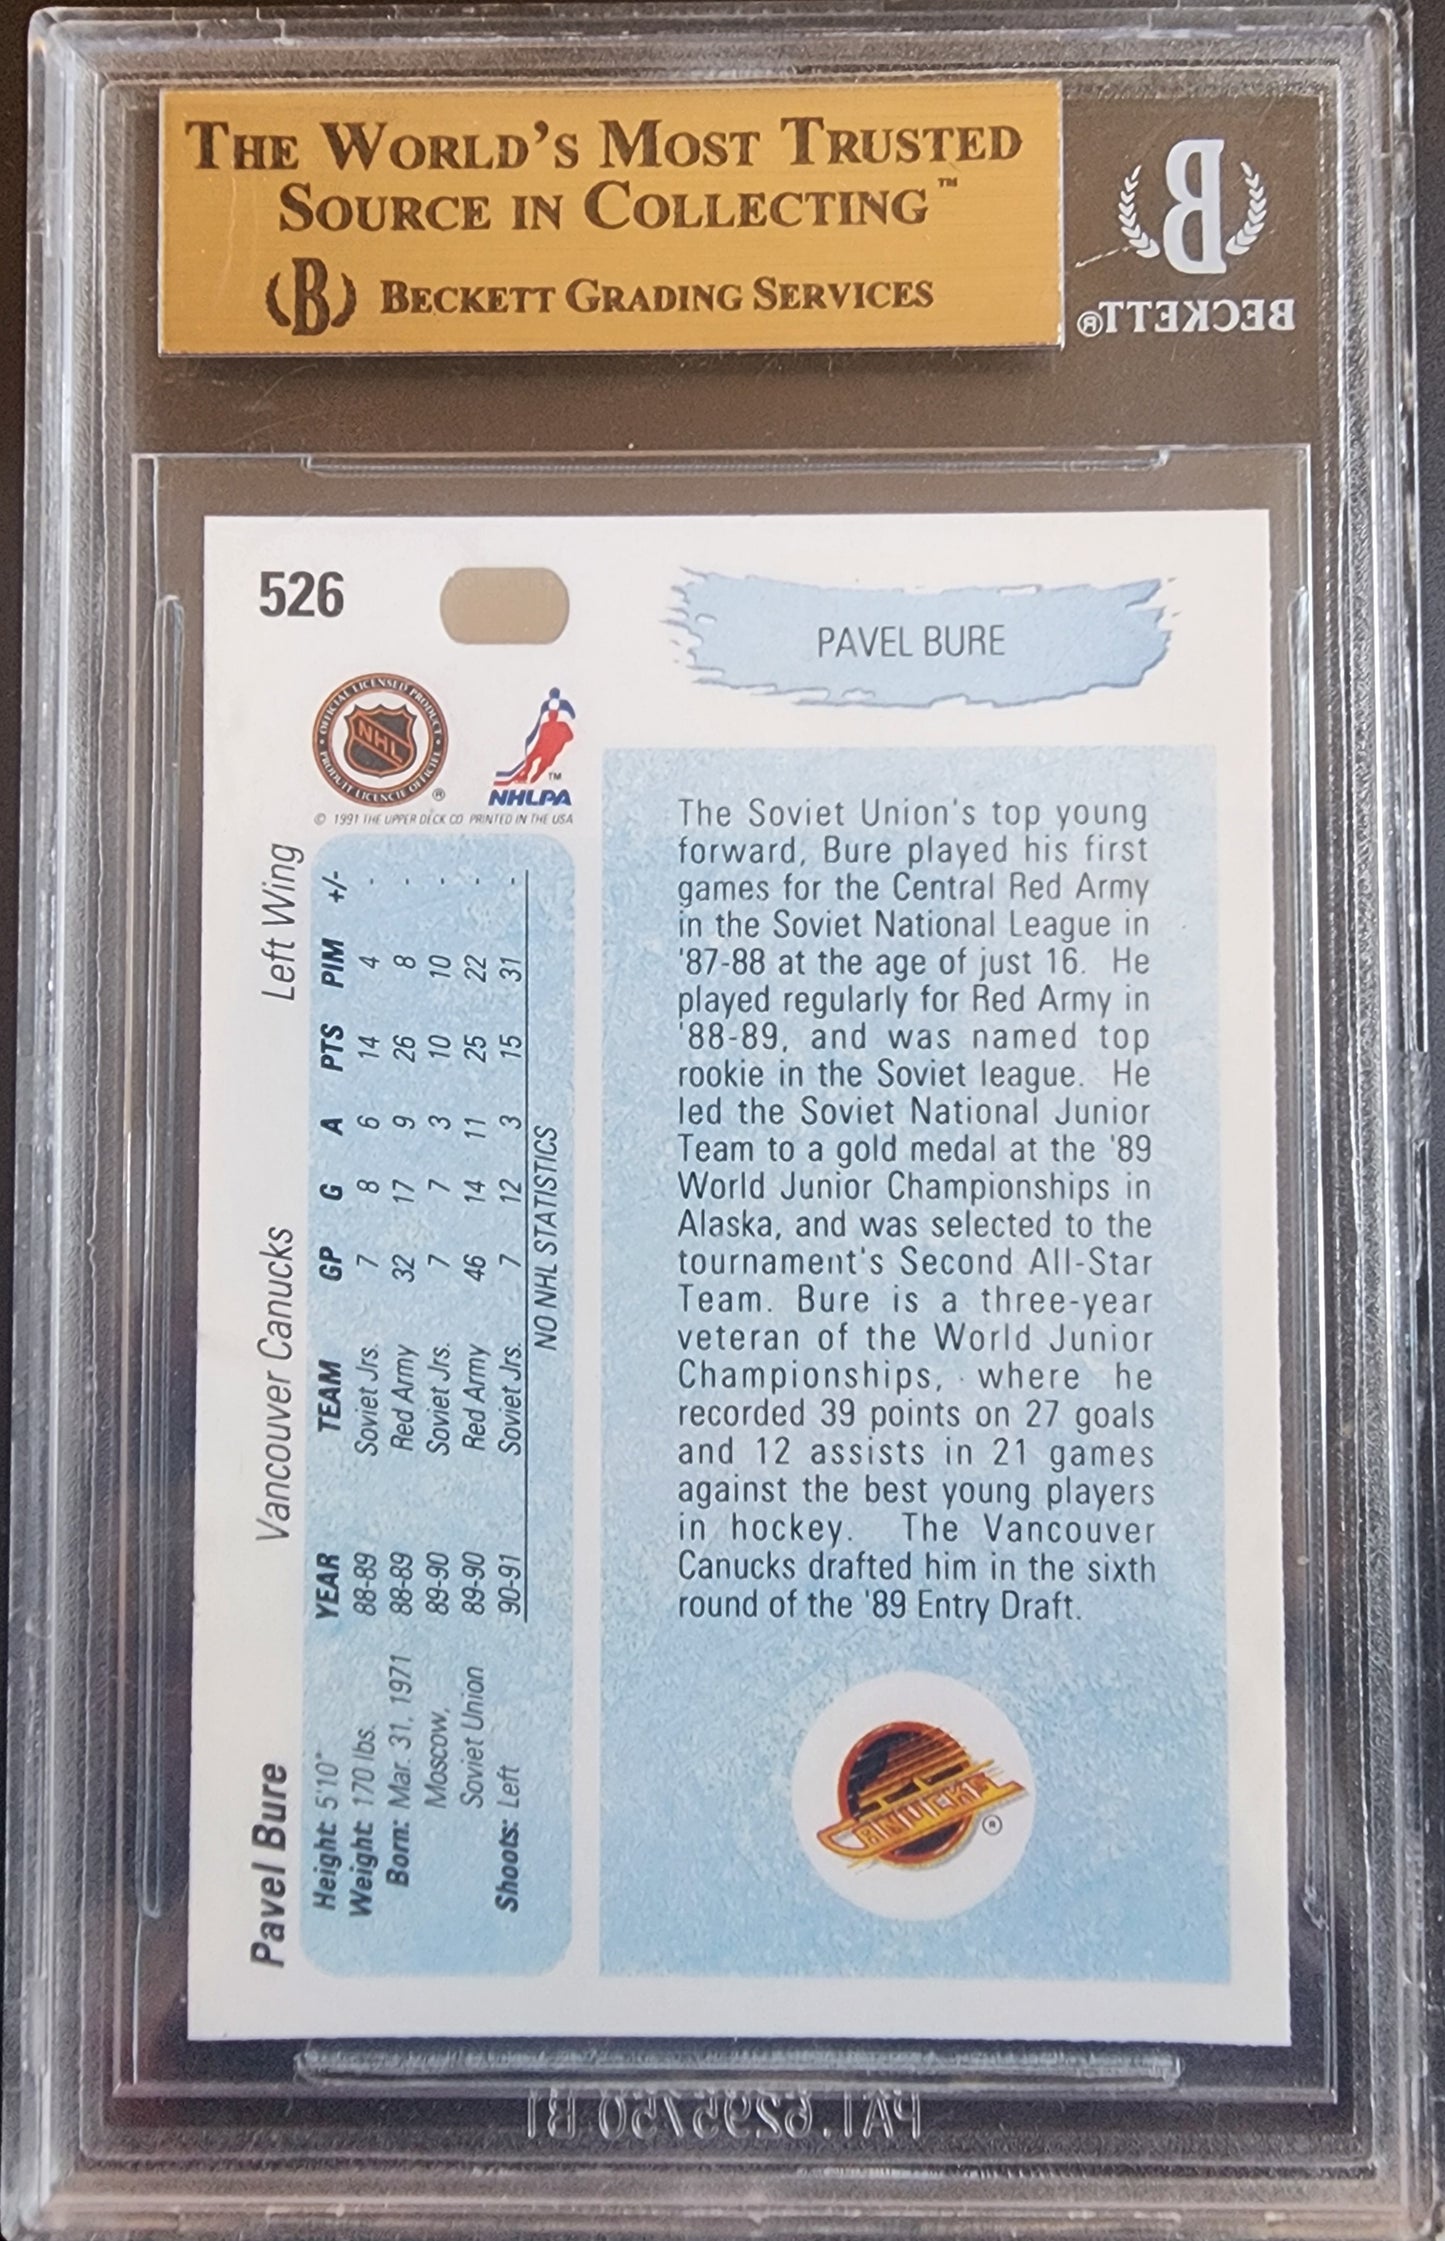 THE WORLD'S MOST TRUSTED
SOURCE IN COLLECTING™
B BECKETT GRADING SERVICES
B
BECKETT®
526
PAVEL BURE
OFFICIAL LICENSED PRODUCT
NHL
PRODUIT LICENCIE OFFICIEL
®
TM
NHLPA
© 1991 THE UPPER DECK CO PRINTED IN THE USA
Pavel Bure Vancouver Canucks Left Wing
Height: 5'10"
Weight: 170 lbs.
Born: Mar. 31, 1971
Moscow,
Soviet Union
Shoots: Left
YEAR TEAM GP G A PTS PIM +/-
88-89 Soviet Jrs. 7 8 6 14 4 -
88-89 Red Army 32 17 9 26 8 -
89-90 Soviet Jrs. 7 7 3 10 10 -
89-90 Red Army 46 14 11 25 22 -
90-91 Soviet Jrs. 7 12 3 15 31 -
NO NHL STATISTICS
The Soviet Union's top young
forward, Bure played his first
games for the Central Red Army
in the Soviet National League in
'87-88 at the age of just 16. He
played regularly for Red Army in
'88-89, and was named top
rookie in the Soviet league. He
led the Soviet National Junior
Team to a gold medal at the '89
World Junior Championships in
Alaska, and was selected to the
tournament's Second All-Star
Team. Bure is a three-year
veteran of the World Junior
Championships, where he
recorded 39 points on 27 goals
and 12 assists in 21 games
against the best young players
in hockey. The Vancouver
Canucks drafted him in the sixth
round of the '89 Entry Draft.
CANUCKS
®